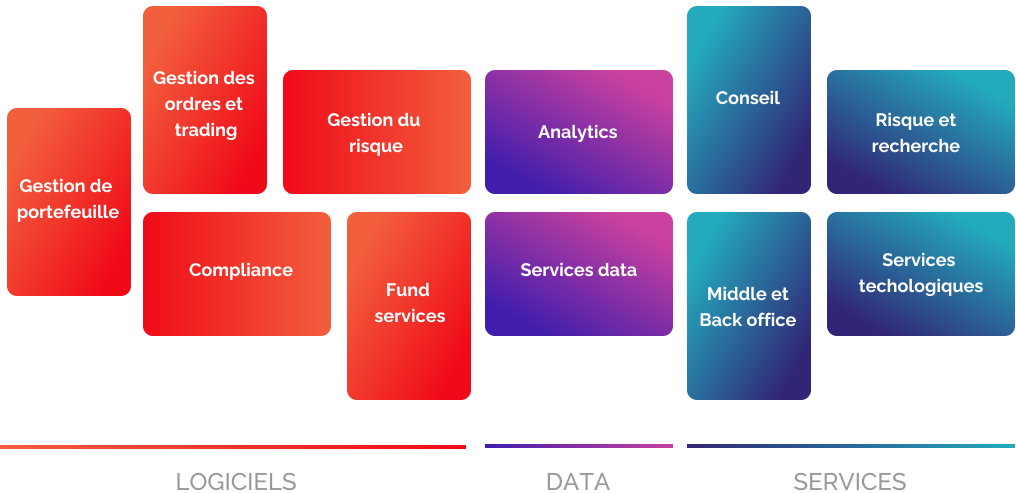 Gestion de
portefeuille
Gestion des
ordres et
trading
Gestion du
risque
Compliance
Fund
services
Analytics
Services data
Conseil
Risque et
recherche
Middle et
Back office
Services
techologiques
LOGICIELS
DATA
SERVICES